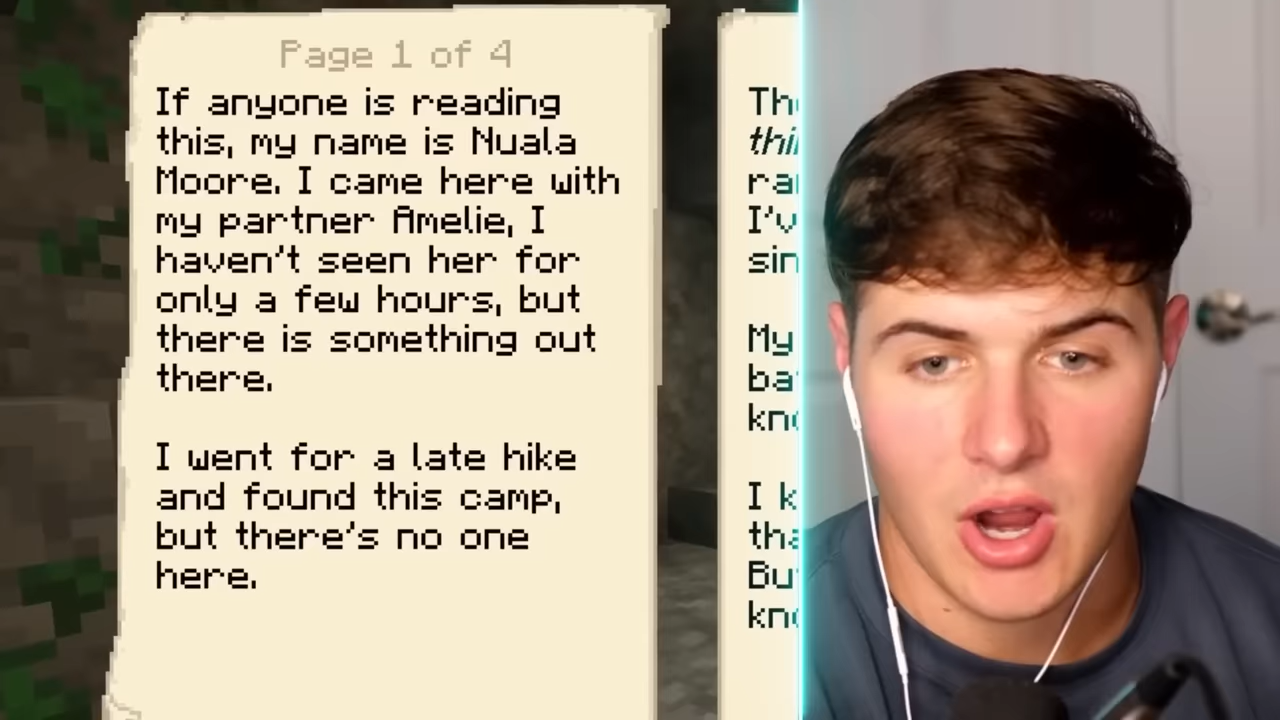 Page 1 of 4
If anyone is reading
this, my name is Nuala
Moore. I came here with
my partner Amelie, I
haven't seen her for
only a few hours, but
there is something out
there.
I went for a late hike
and found this camp,
but there's no one
here.
My
I